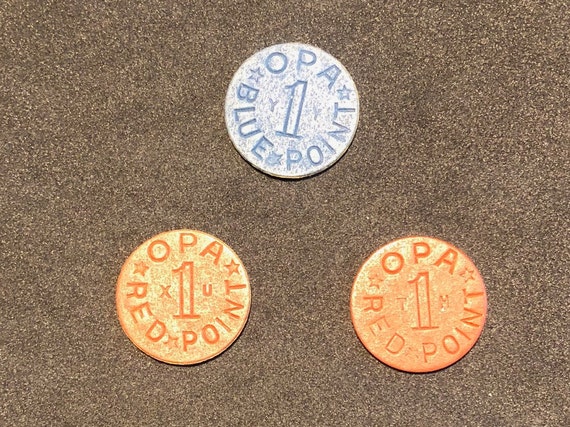 OPA
Y 1 Y
BLUE POINT
OPA
X 1 U
RED POINT
OPA
T 1 M
RED POINT